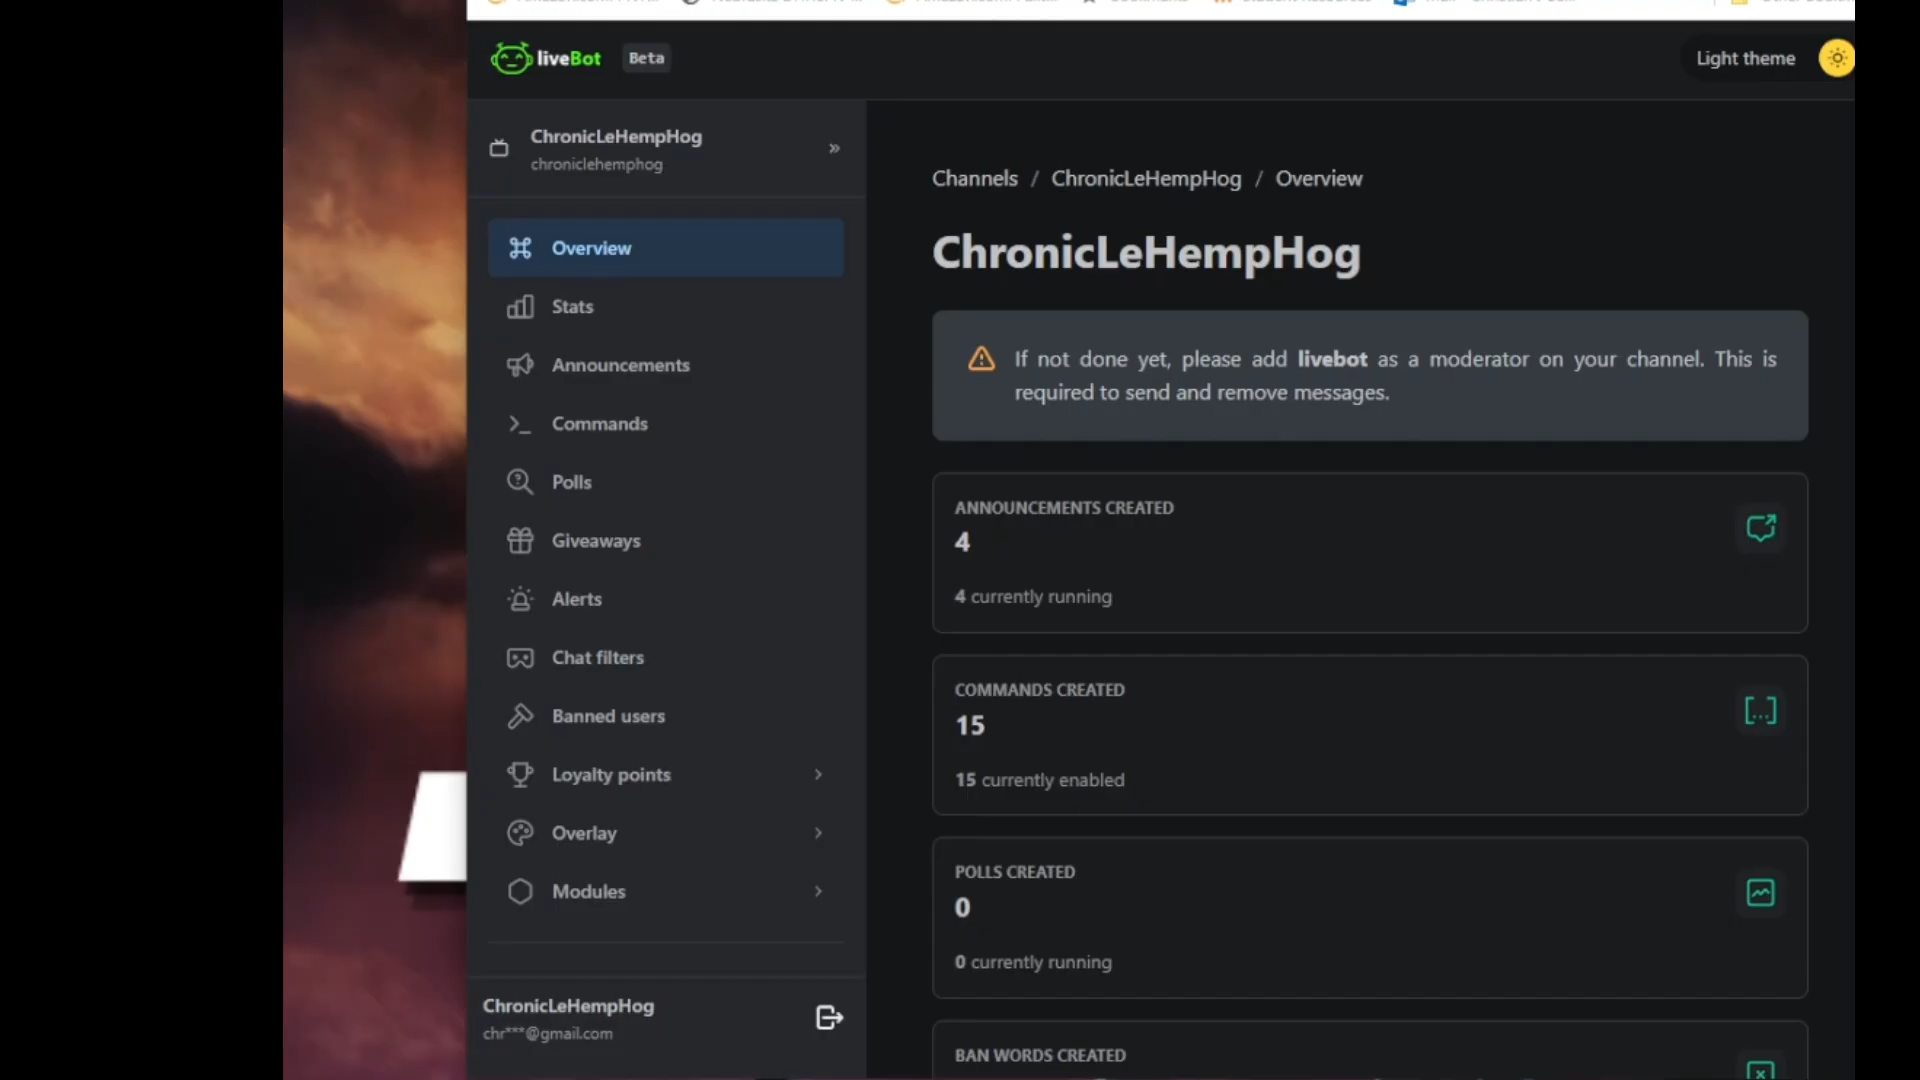 liveBot Beta
Light theme
ChronicLeHempHog
chroniclehemphog
Overview
Stats
Announcements
Commands
Polls
Giveaways
Alerts
Chat filters
Banned users
Loyalty points
Overlay
Modules
ChronicLeHempHog
chr***@gmail.com
Channels / ChronicLeHempHog / Overview
ChronicLeHempHog
If not done yet, please add livebot as a moderator on your channel. This is
required to send and remove messages.
ANNOUNCEMENTS CREATED
4
4 currently running
COMMANDS CREATED
15
15 currently enabled
POLLS CREATED
0
0 currently running
BAN WORDS CREATED